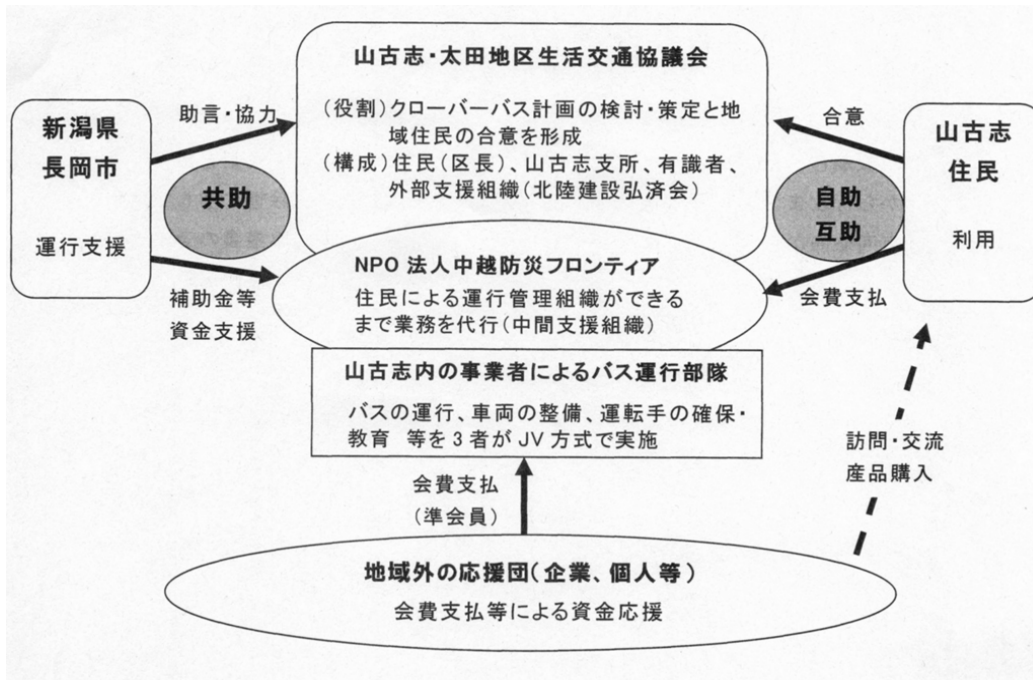 山古志・太田地区生活交通協議会
(役割)クローバーバス計画の検討・策定と地
域住民の合意を形成
(構成)住民(区長)、山古志支所、有識者、
外部支援組織(北陸建設弘済会)
新潟県
長岡市
運行支援
助言・協力
共助
補助金等
資金支援
合意
自助
互助
会費支払
山古志
住民
利用
NPO 法人中越防災フロンティア
住民による運行管理組織ができる
まで業務を代行(中間支援組織)
山古志内の事業者によるバス運行部隊
バスの運行、車両の整備、運転手の確保・
教育 等を 3 者が JV 方式で実施
訪問・交流
産品購入
会費支払
(準会員)
地域外の応援団(企業、個人等)
会費支払等による資金応援